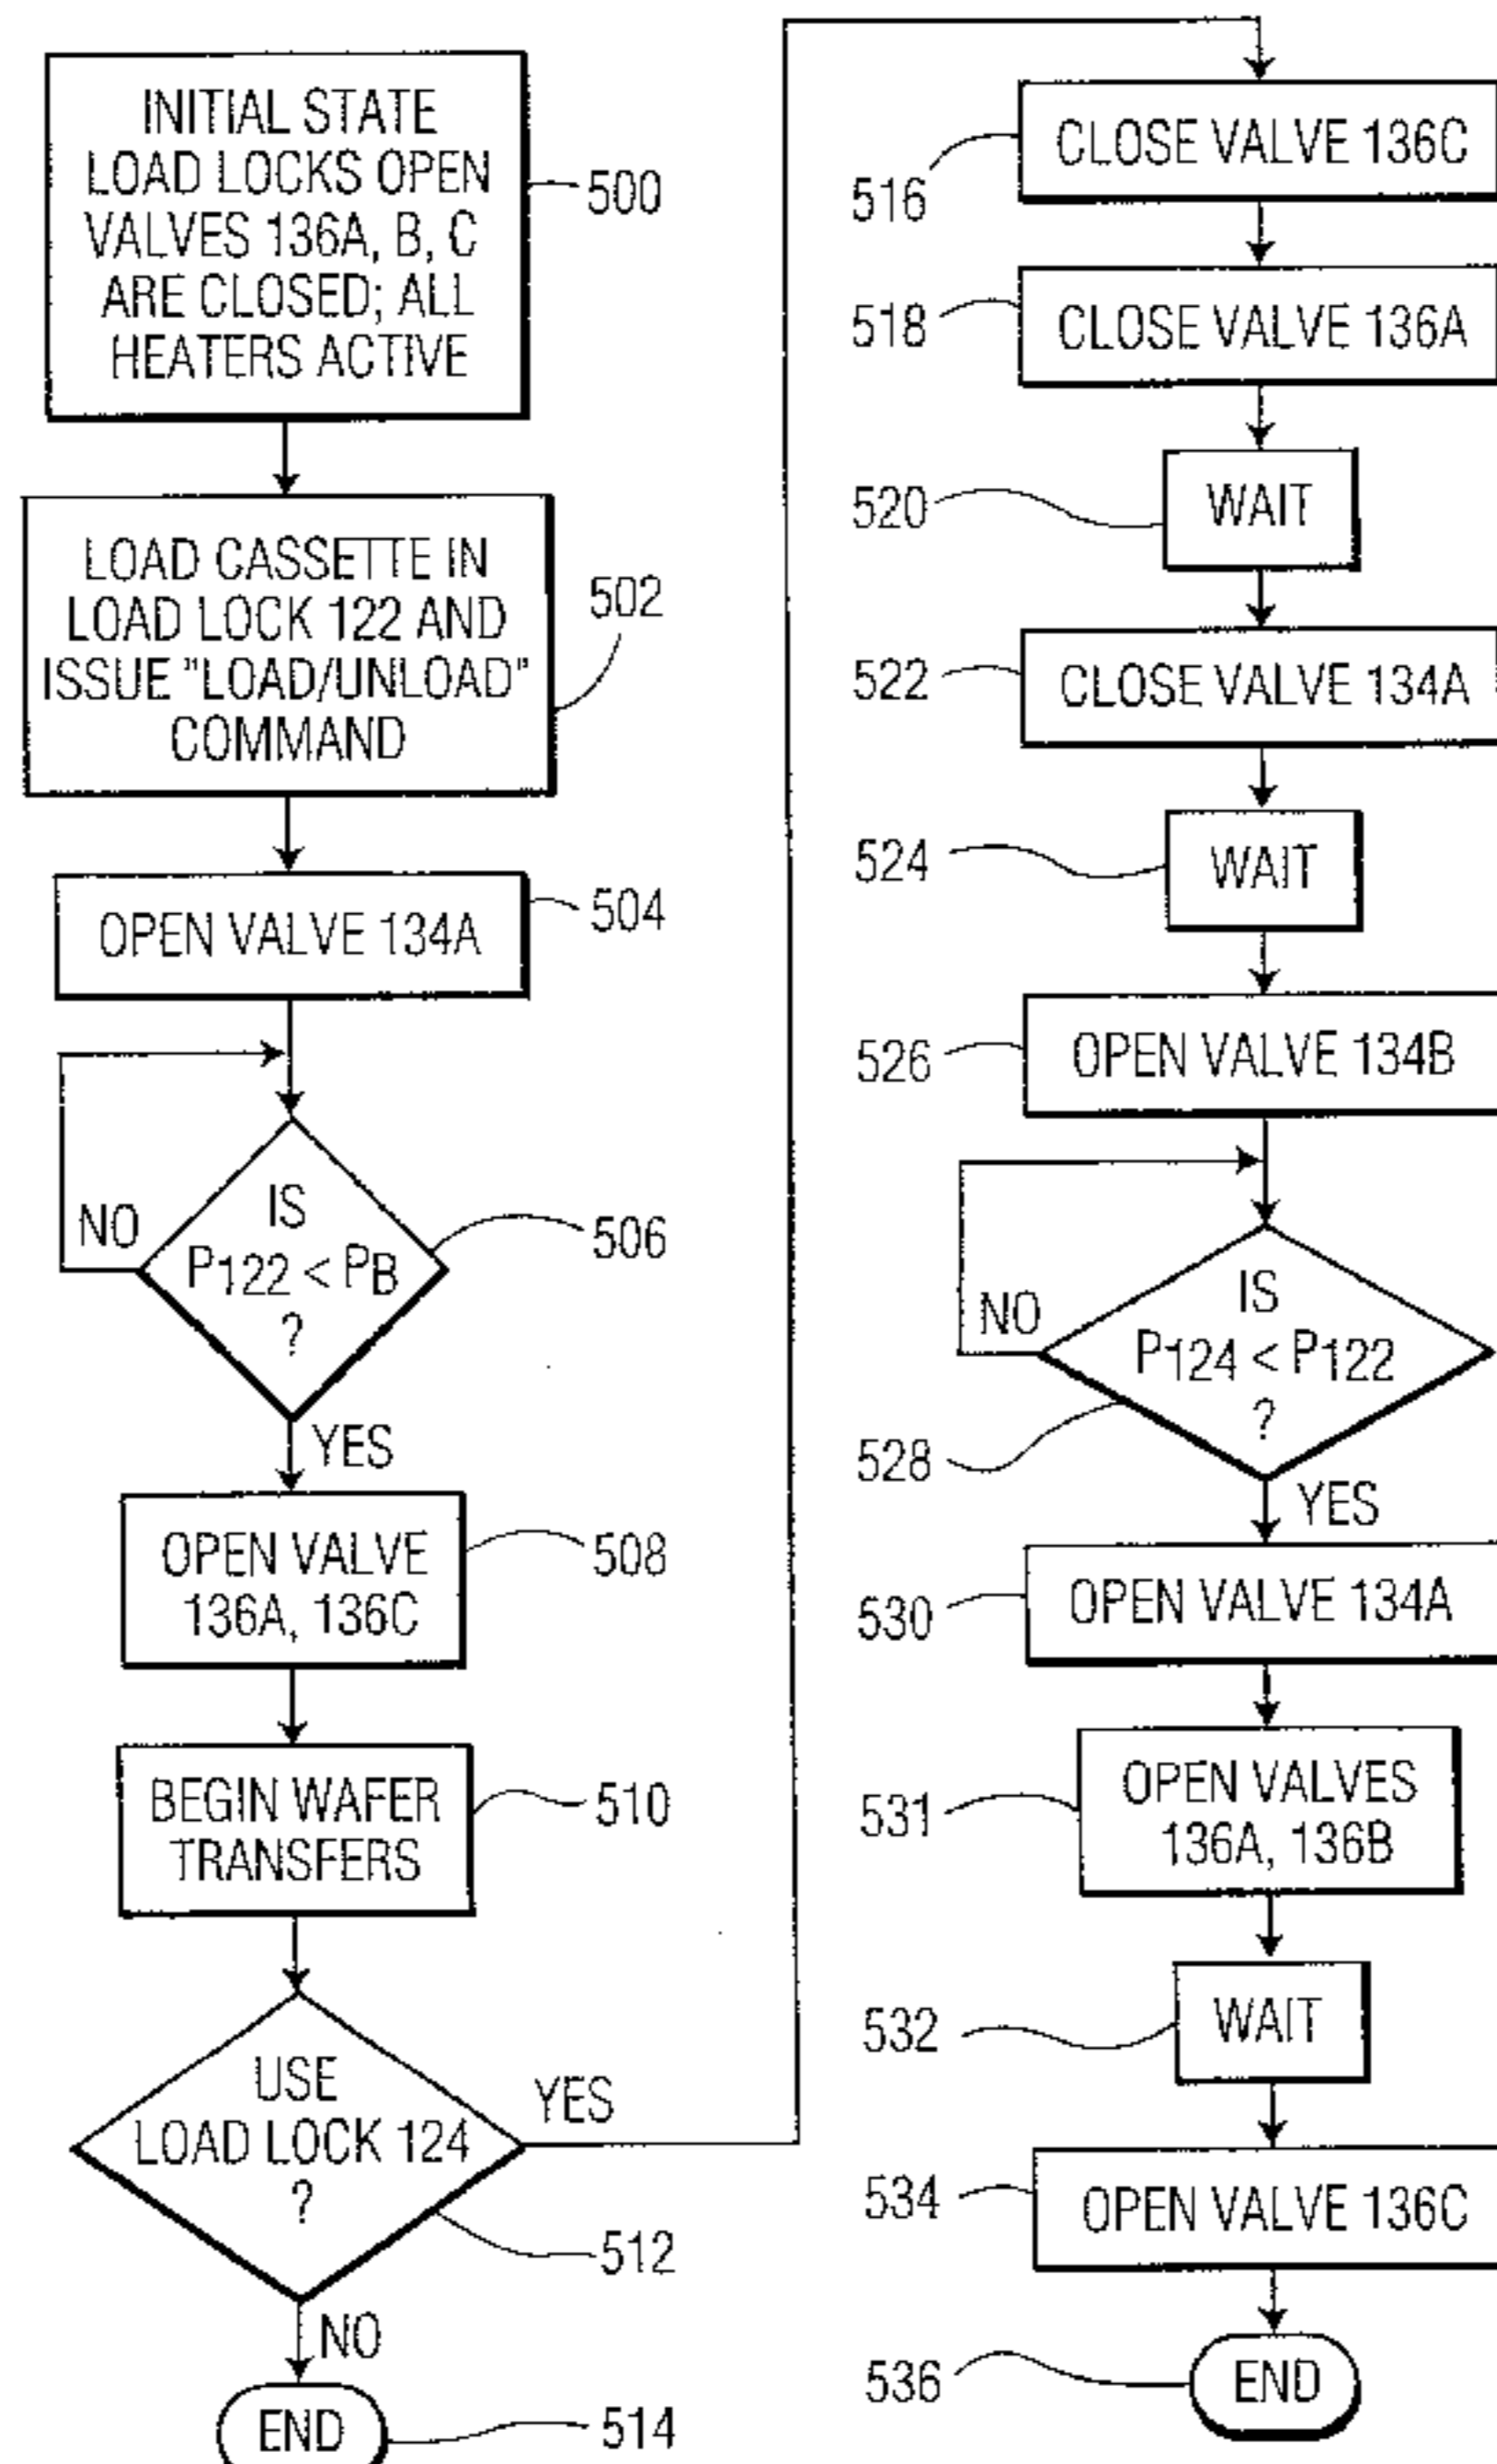 INITIAL STATE
LOAD LOCKS OPEN
VALVES 136A, B, C
ARE CLOSED; ALL
HEATERS ACTIVE
500
LOAD CASSETTE IN
LOAD LOCK 122 AND
ISSUE "LOAD/UNLOAD"
COMMAND
502
OPEN VALVE 134A
504
IS
P122 < PB
?
506
NO
YES
OPEN VALVE
136A, 136C
508
BEGIN WAFER
TRANSFERS
510
USE
LOAD LOCK 124
?
512
YES
NO
END
514
CLOSE VALVE 136C
516
CLOSE VALVE 136A
518
WAIT
520
CLOSE VALVE 134A
522
WAIT
524
OPEN VALVE 134B
526
IS
P124 < P122
?
528
NO
YES
OPEN VALVE 134A
530
OPEN VALVES
136A, 136B
531
WAIT
532
OPEN VALVE 136C
534
END
536